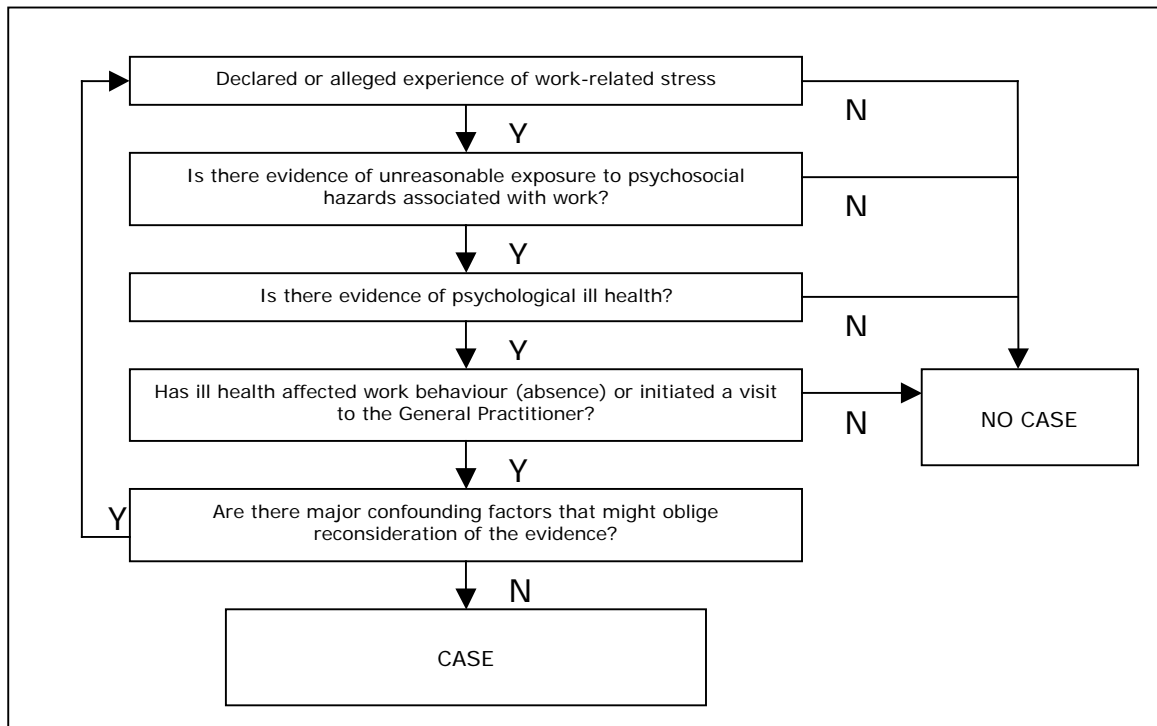 Declared or alleged experience of work-related stress
N
Y
Is there evidence of unreasonable exposure to psychosocial
hazards associated with work?
N
Y
Is there evidence of psychological ill health?
N
Y
Has ill health affected work behaviour (absence) or initiated a visit
to the General Practitioner?
N
NO CASE
Y
Are there major confounding factors that might oblige
reconsideration of the evidence?
Y
N
CASE